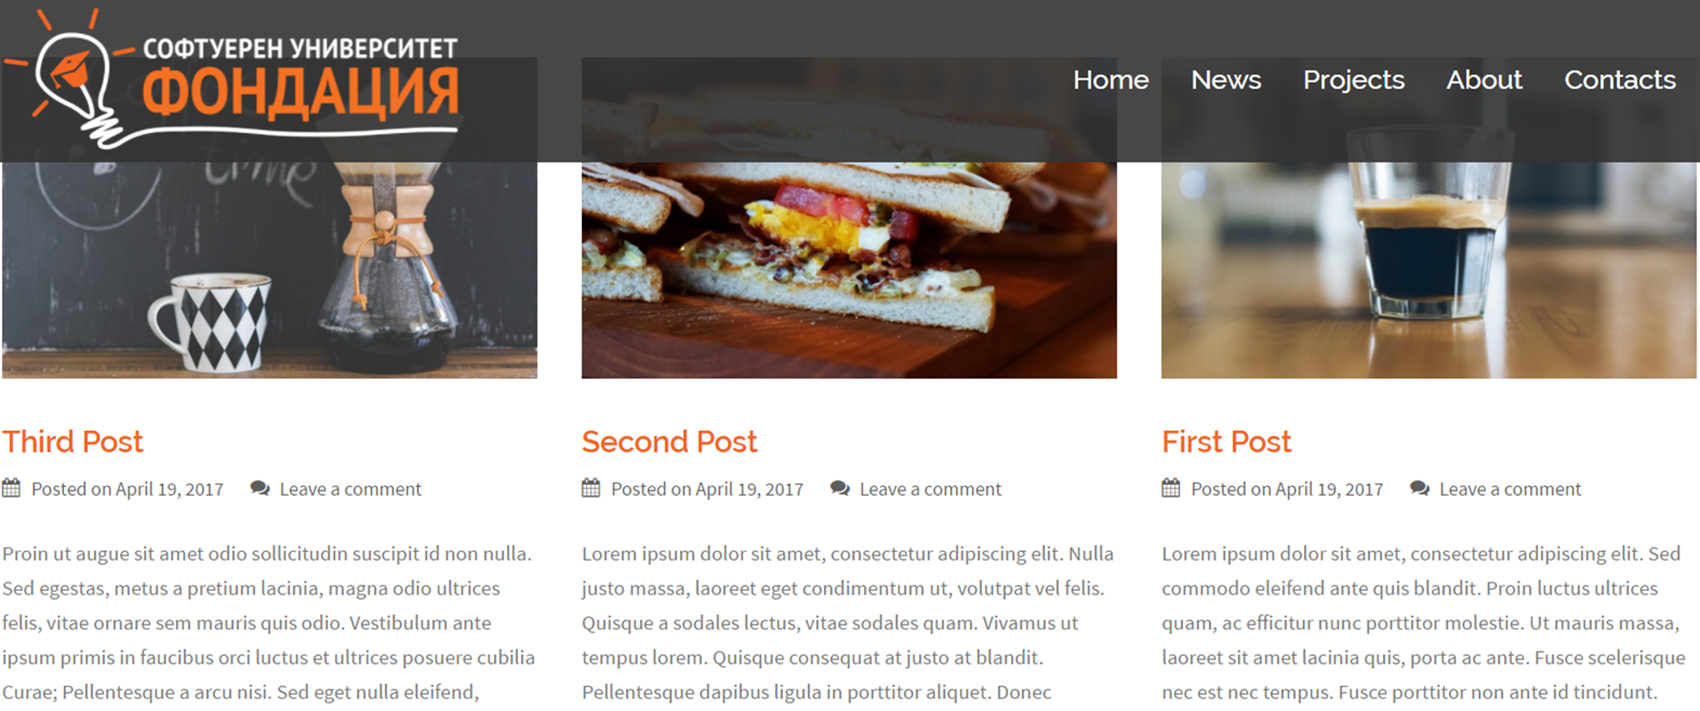 СОФТУЕРЕН УНИВЕРСИТЕТ
ФОНДАЦИЯ
Home News Projects About Contacts
time
Third Post
Posted on April 19, 2017 Leave a comment
Proin ut augue sit amet odio sollicitudin suscipit id non nulla.
Sed egestas, metus a pretium lacinia, magna odio ultrices
felis, vitae ornare sem mauris quis odio. Vestibulum ante
ipsum primis in faucibus orci luctus et ultrices posuere cubilia
Curae; Pellentesque a arcu nisi. Sed eget nulla eleifend,
Second Post
Posted on April 19, 2017 Leave a comment
Lorem ipsum dolor sit amet, consectetur adipiscing elit. Nulla
justo massa, laoreet eget condimentum ut, volutpat vel felis.
Quisque a sodales lectus, vitae sodales quam. Vivamus ut
tempus lorem. Quisque consequat at justo at blandit.
Pellentesque dapibus ligula in porttitor aliquet. Donec
First Post
Posted on April 19, 2017 Leave a comment
Lorem ipsum dolor sit amet, consectetur adipiscing elit. Sed
commodo eleifend ante quis blandit. Proin luctus ultrices
quam, ac efficitur nunc porttitor molestie. Ut mauris massa,
laoreet sit amet lacinia quis, porta ac ante. Fusce scelerisque
nec est nec tempus. Fusce porttitor non ante id tincidunt.